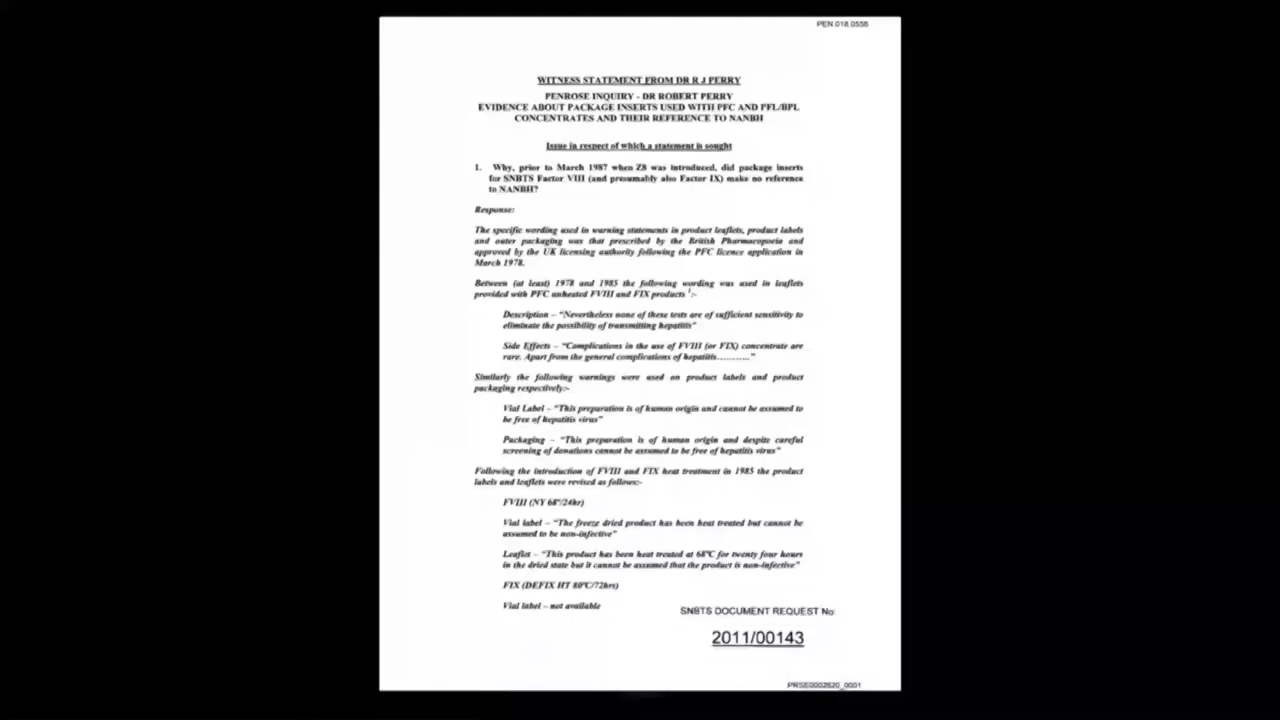 PEN.018.0556
WITNESS STATEMENT FROM DR R J PERRY
PENROSE INQUIRY - DR ROBERT PERRY
EVIDENCE ABOUT PACKAGE INSERTS USED WITH PFC AND PFL/BPL
CONCENTRATES AND THEIR REFERENCE TO NANBH
Issue in respect of which a statement is sought
1. Why, prior to March 1987 when Z8 was introduced, did package inserts
for SNBTS Factor VIII (and presumably also Factor IX) make no reference
to NANBH?
Response:
The specific wording used in warning statements in product leaflets, product labels
and outer packaging was that prescribed by the British Pharmacopoeia and
approved by the UK licensing authority following the PFC licence application in
March 1978.
Between (at least) 1978 and 1985 the following wording was used in leaflets
provided with PFC unheated FVIII and FIX products 1:-
Description – “Nevertheless none of these tests are of sufficient sensitivity to
eliminate the possibility of transmitting hepatitis”
Side Effects – “Complications in the use of FVIII (or FIX) concentrate are
rare. Apart from the general complications of hepatitis............”
Similarly the following warnings were used on product labels and product
packaging respectively:-
Vial Label – “This preparation is of human origin and cannot be assumed to
be free of hepatitis virus”
Packaging – “This preparation is of human origin and despite careful
screening of donations cannot be assumed to be free of hepatitis virus”
Following the introduction of FVIII and FIX heat treatment in 1985 the product
labels and leaflets were revised as follows:-
FVIII (NY 68º/24hr)
Vial label – “The freeze dried product has been heat treated but cannot be
assumed to be non-infective”
Leaflet – “This product has been heat treated at 68ºC for twenty four hours
in the dried state but it cannot be assumed that the product is non-infective”
FIX (DEFIX HT 80ºC/72hrs)
Vial label – not available
SNBTS DOCUMENT REQUEST No:
2011/00143
PRSE0002820_0001